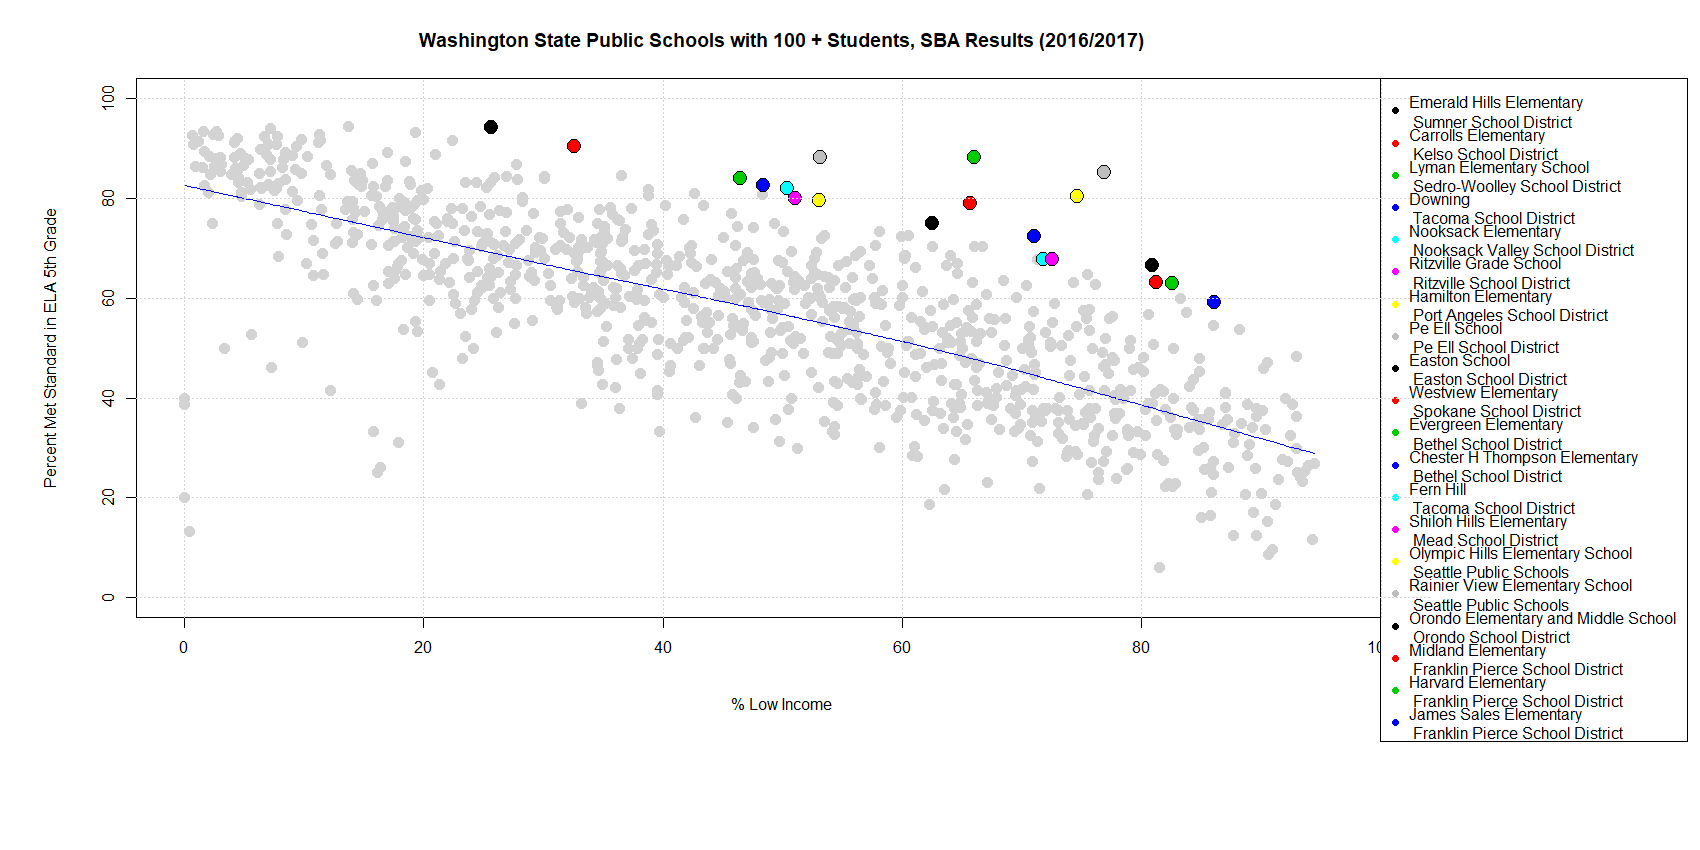 Washington State Public Schools with 100 + Students, SBA Results (2016/2017)
Percent Met Standard in ELA 5th Grade
100
80
60
40
20
0
0
20
40
60
80
10
% Low Income
Emerald Hills Elementary
Sumner School District
Carrolls Elementary
Kelso School District
Lyman Elementary School
Sedro-Woolley School District
Downing
Tacoma School District
Nooksack Elementary
Nooksack Valley School District
Ritzville Grade School
Ritzville School District
Hamilton Elementary
Port Angeles School District
Pe Ell School
Pe Ell School District
Easton School
Easton School District
Westview Elementary
Spokane School District
Evergreen Elementary
Bethel School District
Chester H Thompson Elementary
Bethel School District
Fern Hill
Tacoma School District
Shiloh Hills Elementary
Mead School District
Olympic Hills Elementary School
Seattle Public Schools
Rainier View Elementary School
Seattle Public Schools
Orondo Elementary and Middle School
Orondo School District
Midland Elementary
Franklin Pierce School District
Harvard Elementary
Franklin Pierce School District
James Sales Elementary
Franklin Pierce School District